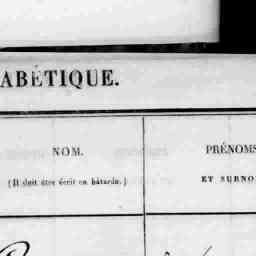 ABÉTIQUE.
NOM. PRÉNOMS
(Il doit être écrit en bâtarde.) ET SURNO